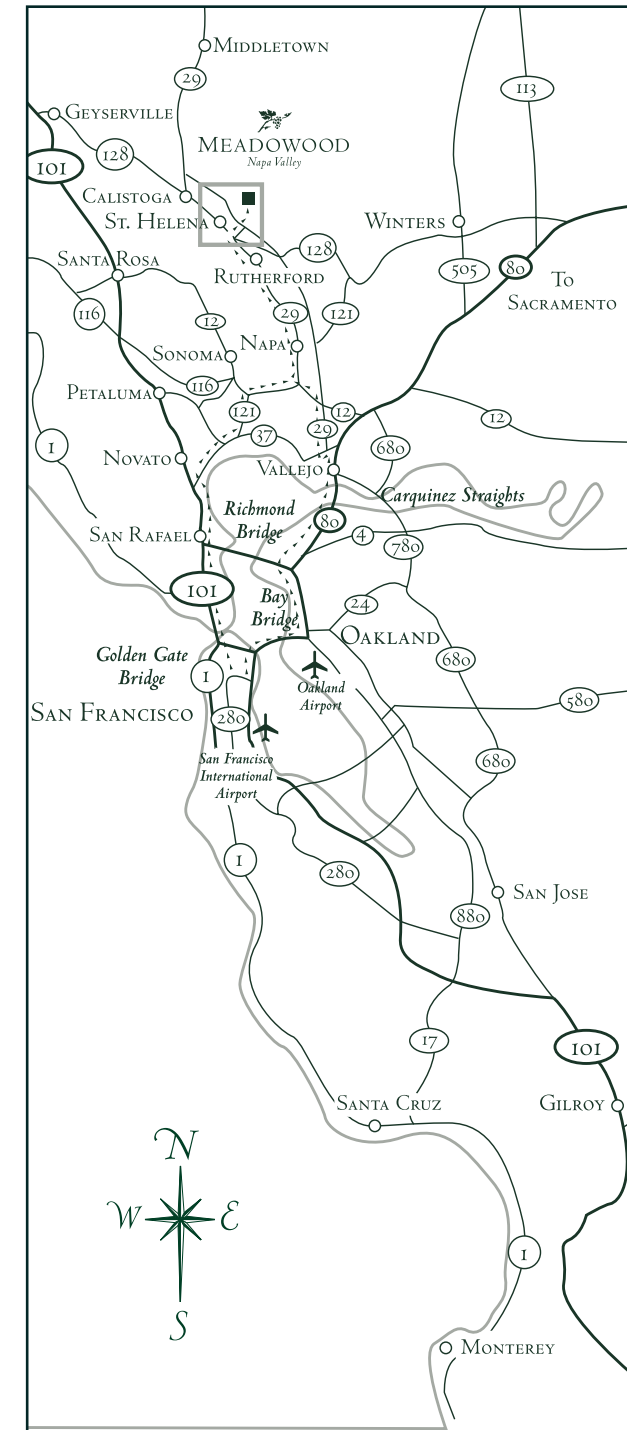 Middletown
29
113
Geyserville
Meadowood
Napa Valley
128
101
Calistoga
St. Helena
Winters
128
Santa Rosa
Rutherford
505
80
To
Sacramento
116
12
29
121
Sonoma
Napa
116
Petaluma
121
12
12
29
37
1
680
Novato
Vallejo
Carquinez Straights
Richmond
Bridge
80
San Rafael
4
780
101
Bay
Bridge
24
Oakland
Golden Gate
Bridge
680
1
Oakland
Airport
580
San Francisco
280
San Francisco
International
Airport
680
1
280
San Jose
880
17
101
Santa Cruz
Gilroy
N
W
E
S
1
Monterey